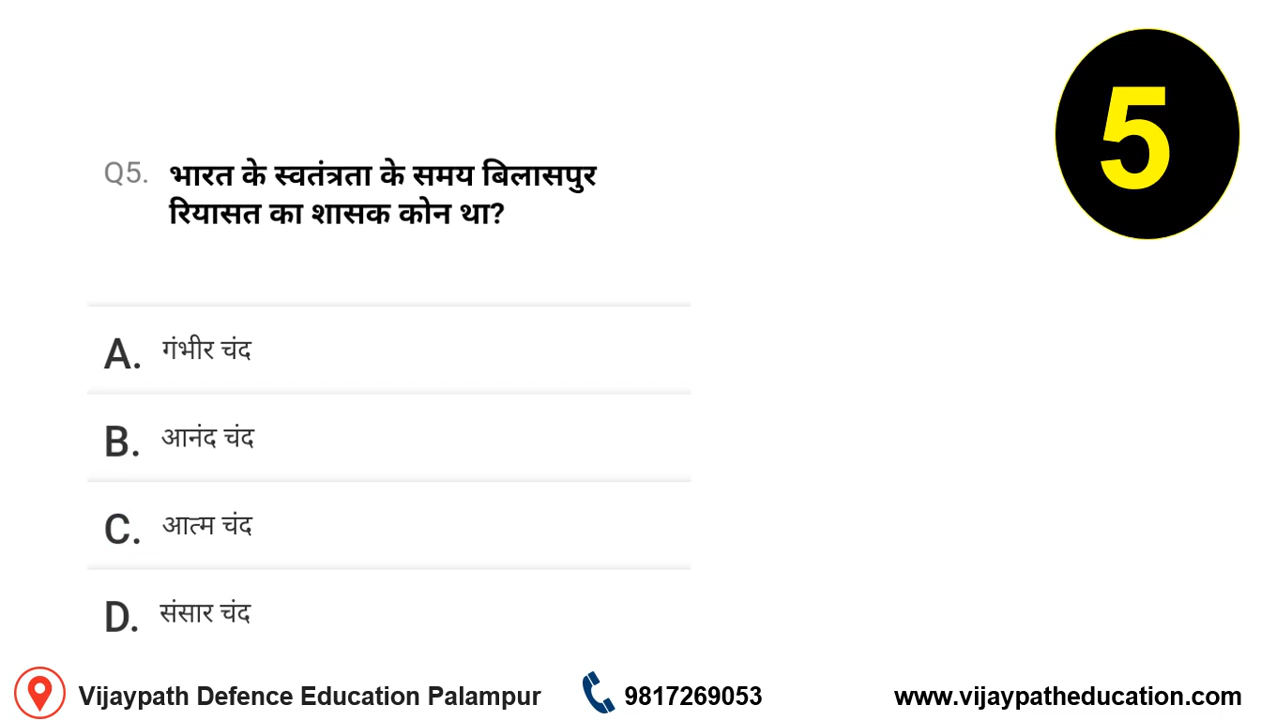 5
Q5. भारत के स्वतंत्रता के समय बिलासपुर
रियासत का शासक कोन था?
A. गंभीर चंद
B. आनंद चंद
C. आत्म चंद
D. संसार चंद
Vijaypath Defence Education Palampur 9817269053 www.vijaypatheducation.com